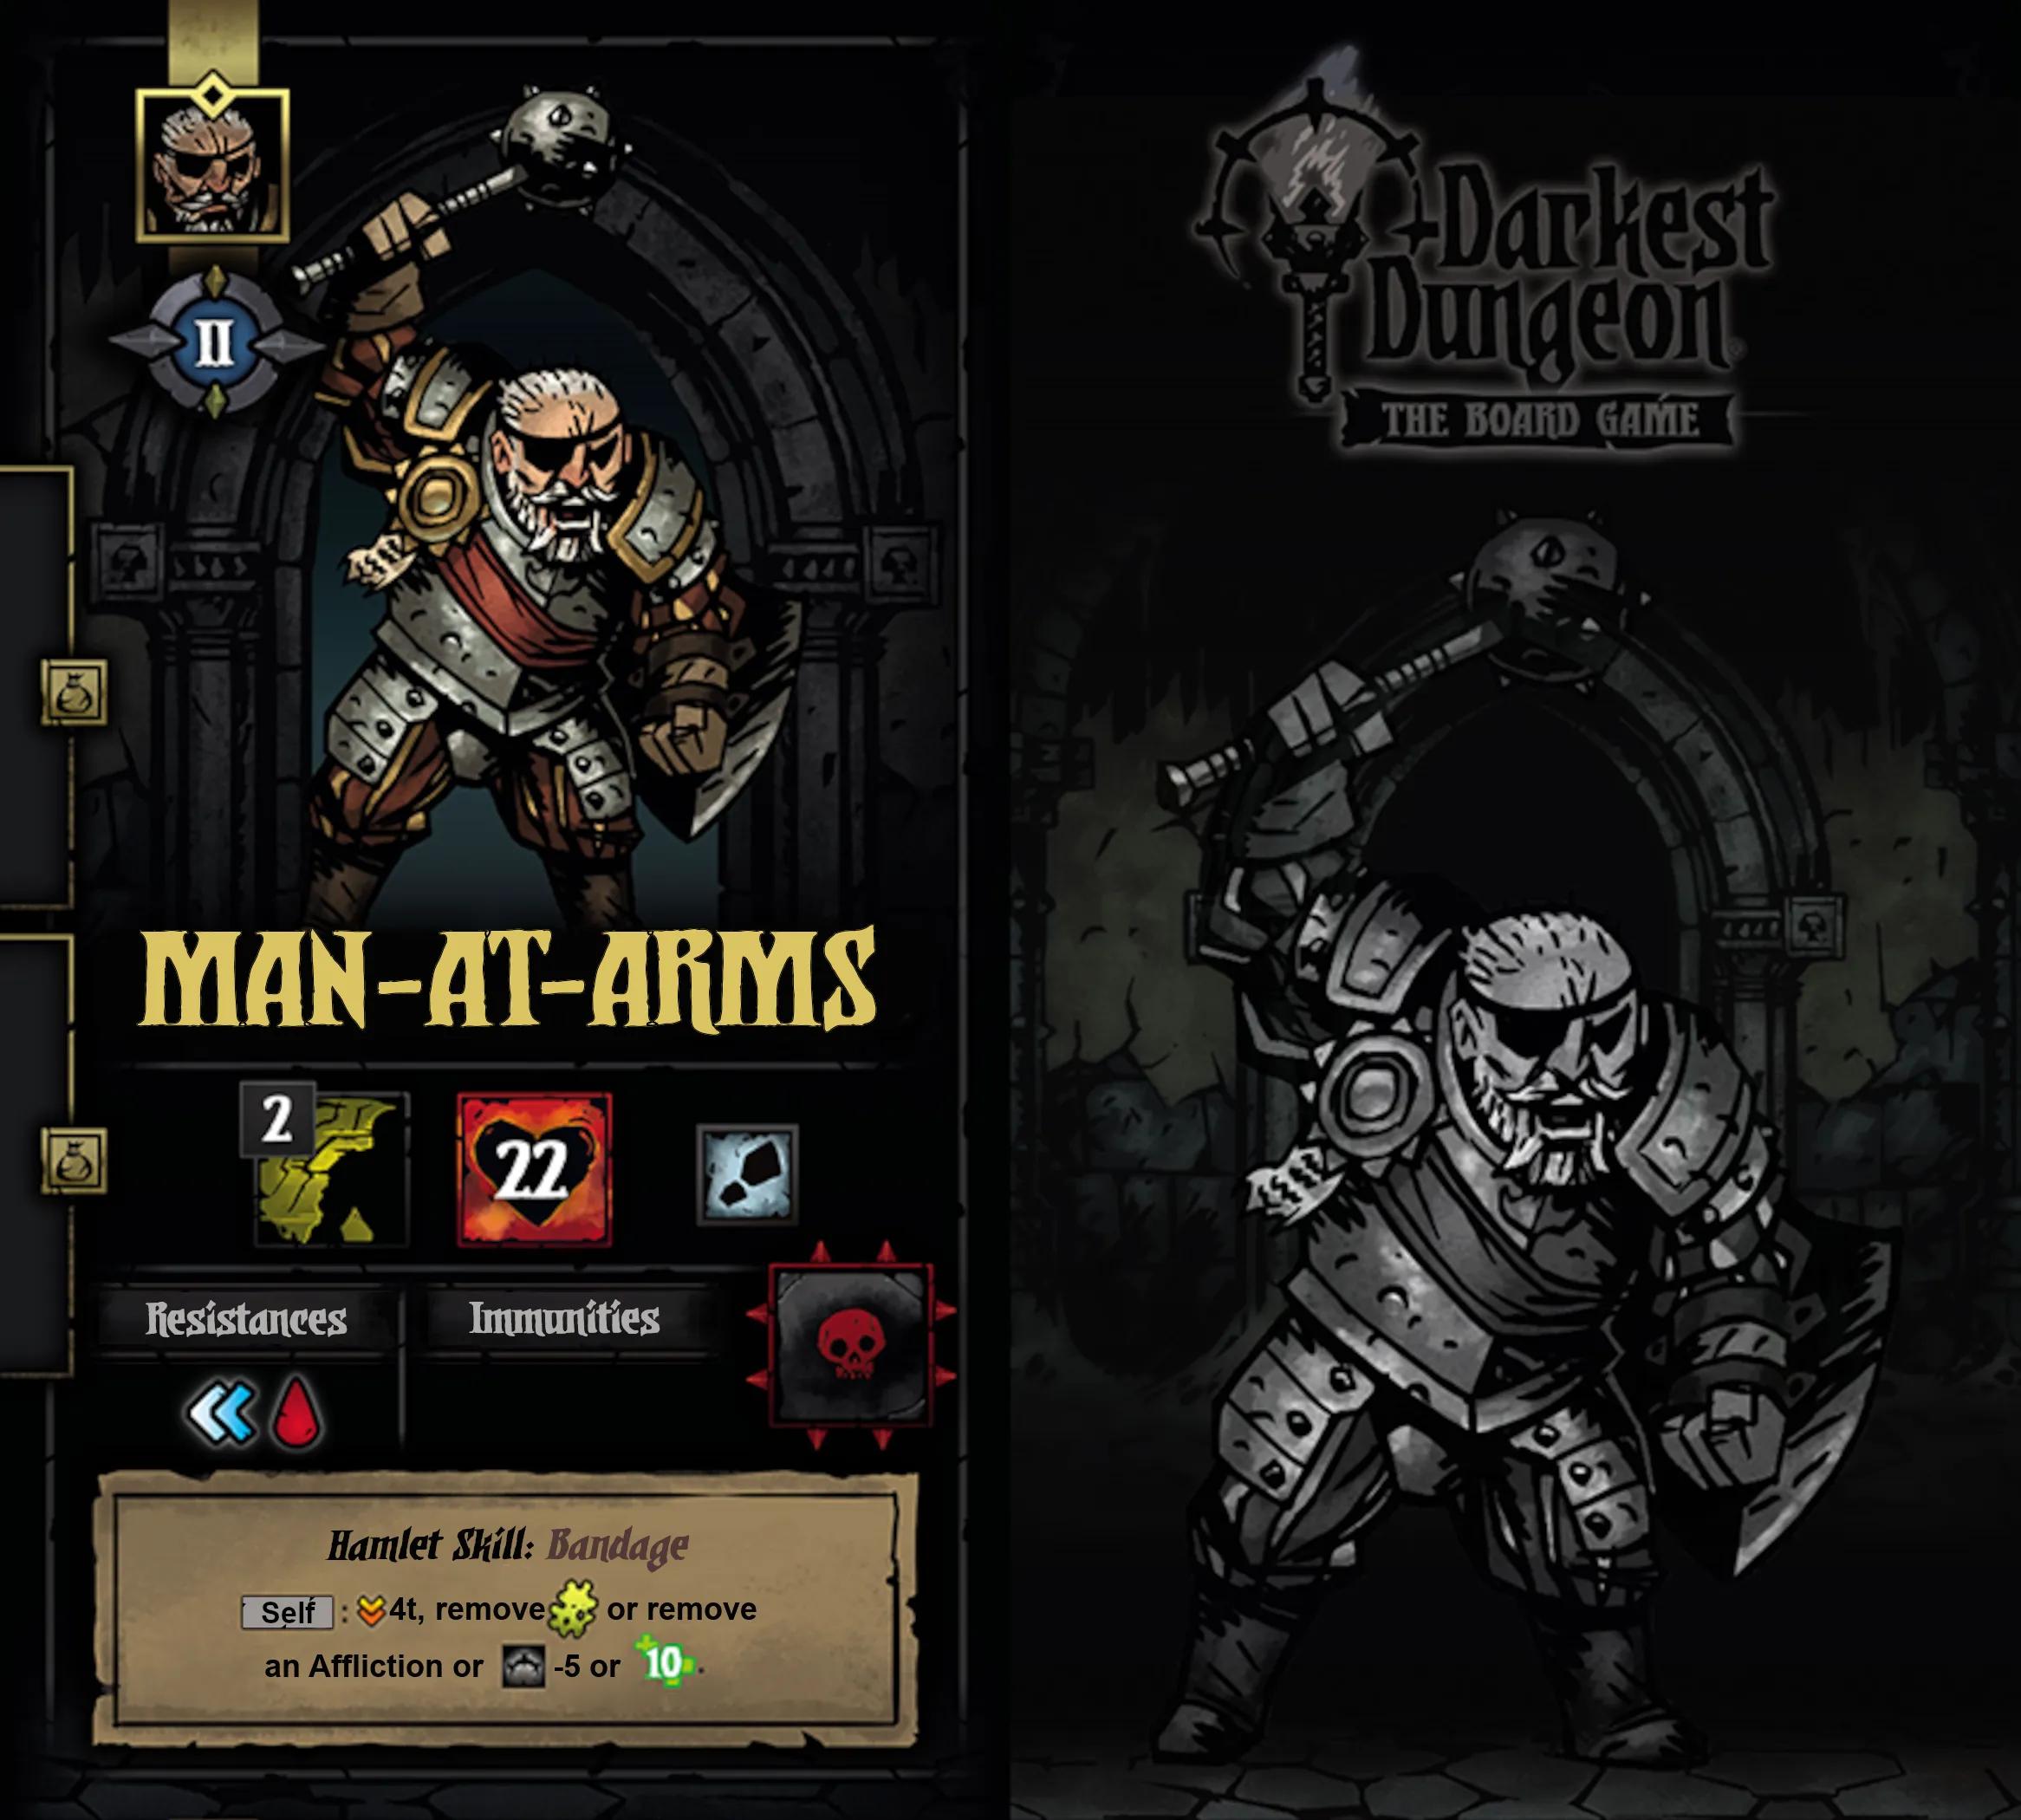 II
MAN-AT-ARMS
2
22
Resistances
Immunities
Hamlet Skill: Bandage
Self : 4t, remove or remove
an Affliction or -5 or 10.
Darkest
Dungeon
THE BOARD GAME